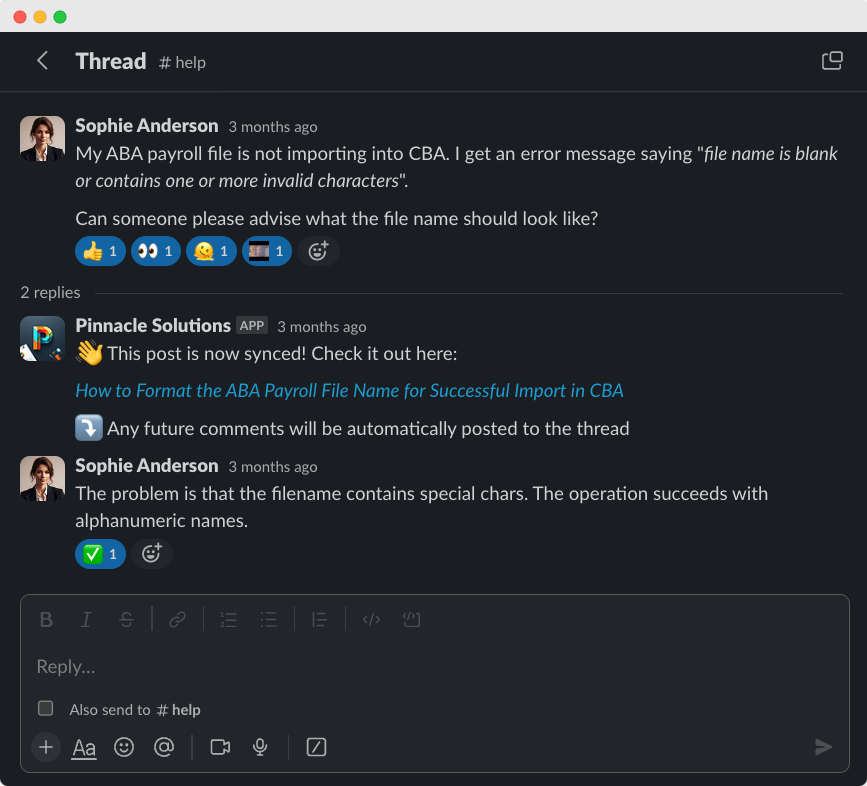 Thread # help
Sophie Anderson 3 months ago
My ABA payroll file is not importing into CBA. I get an error message saying "file name is blank
or contains one or more invalid characters".
Can someone please advise what the file name should look like?
👍 1 👀 1 🫠 1 1
2 replies
Pinnacle Solutions APP 3 months ago
👋 This post is now synced! Check it out here:
How to Format the ABA Payroll File Name for Successful Import in CBA
⤵️ Any future comments will be automatically posted to the thread
Sophie Anderson 3 months ago
The problem is that the filename contains special chars. The operation succeeds with
alphanumeric names.
✅ 1
B I S
Reply...
Also send to # help
Aa